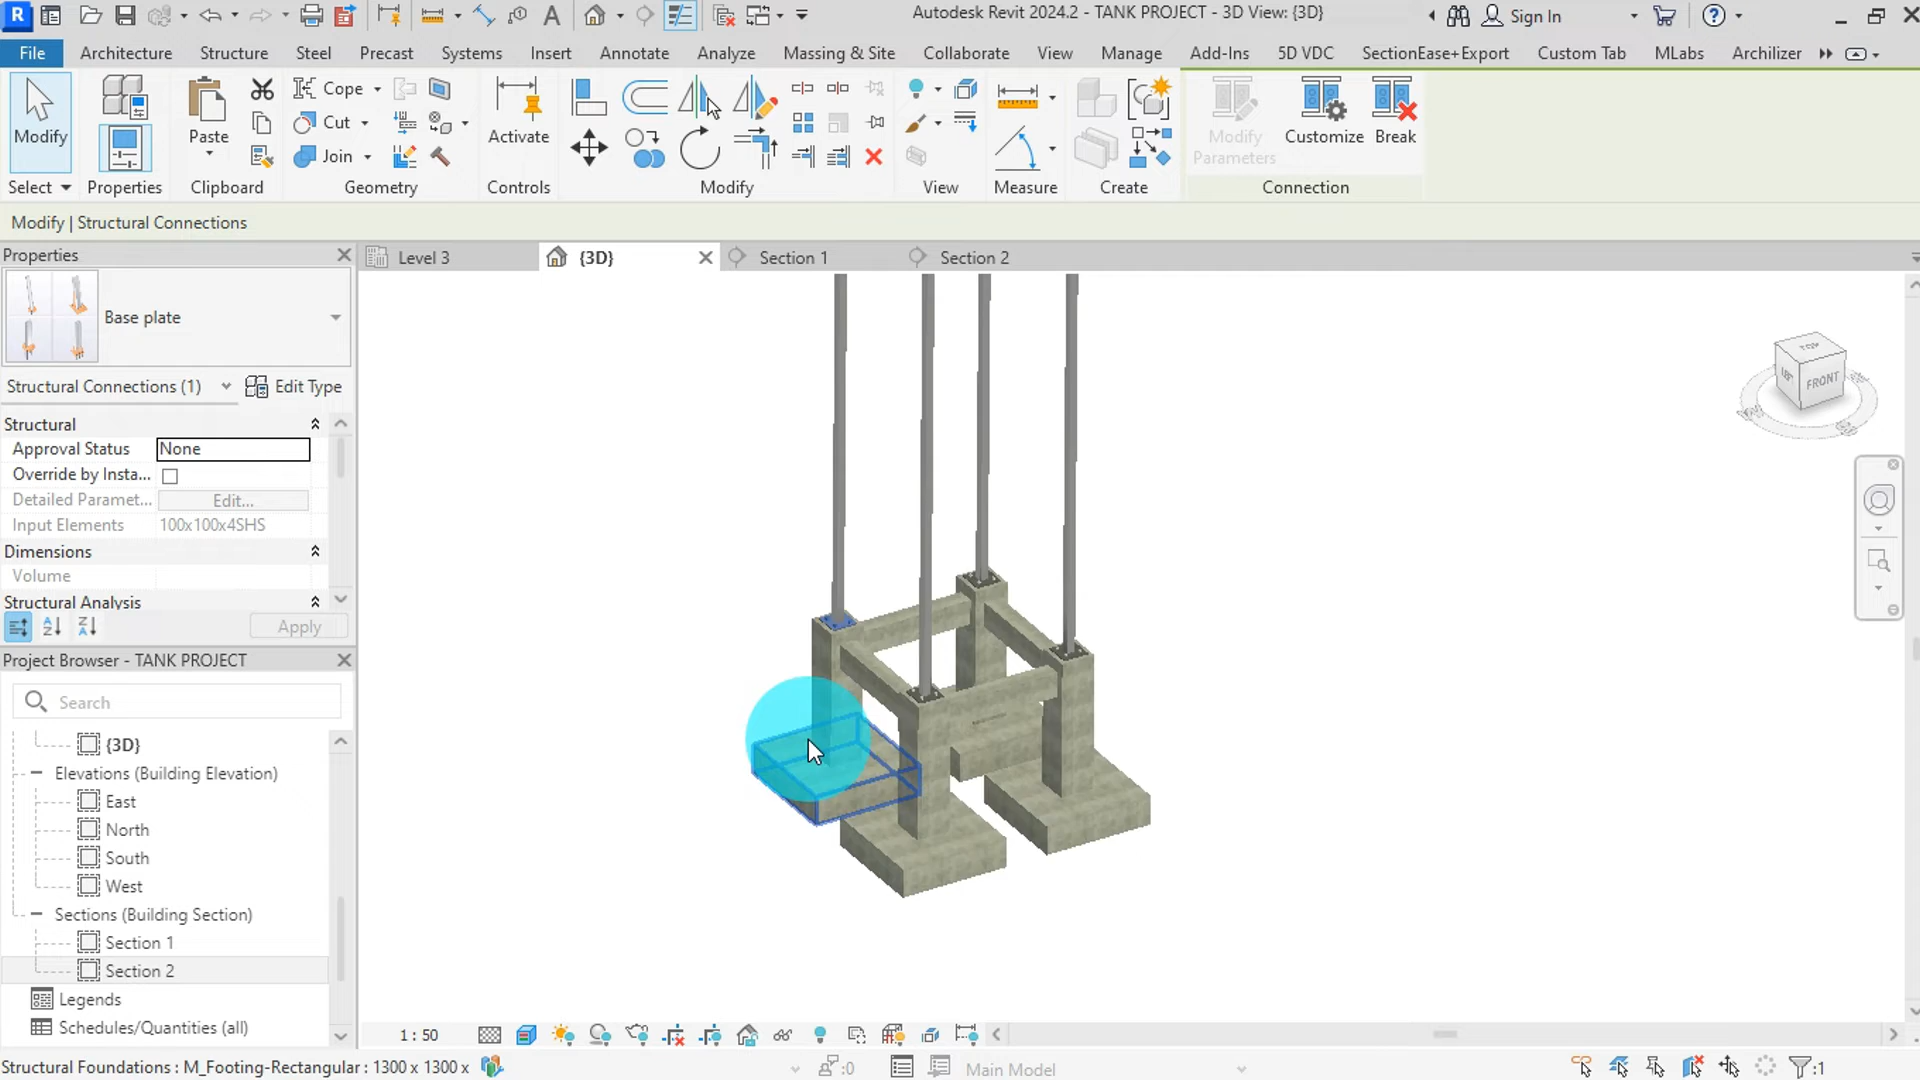 R
Autodesk Revit 2024.2 - TANK PROJECT - 3D View: {3D}
Sign In
File Architecture Structure Steel Precast Systems Insert Annotate Analyze Massing & Site Collaborate View Manage Add-Ins 5D VDC SectionEase+Export Custom Tab MLabs Archilizer
Modify
Paste
Cope
Cut
Join
Activate
Modify Parameters
Customize
Break
Select
Properties
Clipboard
Geometry
Controls
Modify
View
Measure
Create
Connection
Modify | Structural Connections
Properties
Level 3
{3D}
Section 1
Section 2
Base plate
Structural Connections (1)
Edit Type
Structural
Approval Status None
Override by Insta...
Detailed Paramet... Edit...
Input Elements 100x100x4SHS
Dimensions
Volume
Structural Analysis
Apply
Project Browser - TANK PROJECT
Search
{3D}
Elevations (Building Elevation)
East
North
South
West
Sections (Building Section)
Section 1
Section 2
Legends
Schedules/Quantities (all)
TOP
FRONT
1 : 50
Structural Foundations : M_Footing-Rectangular : 1300 x 1300 x
:0
Main Model
:1